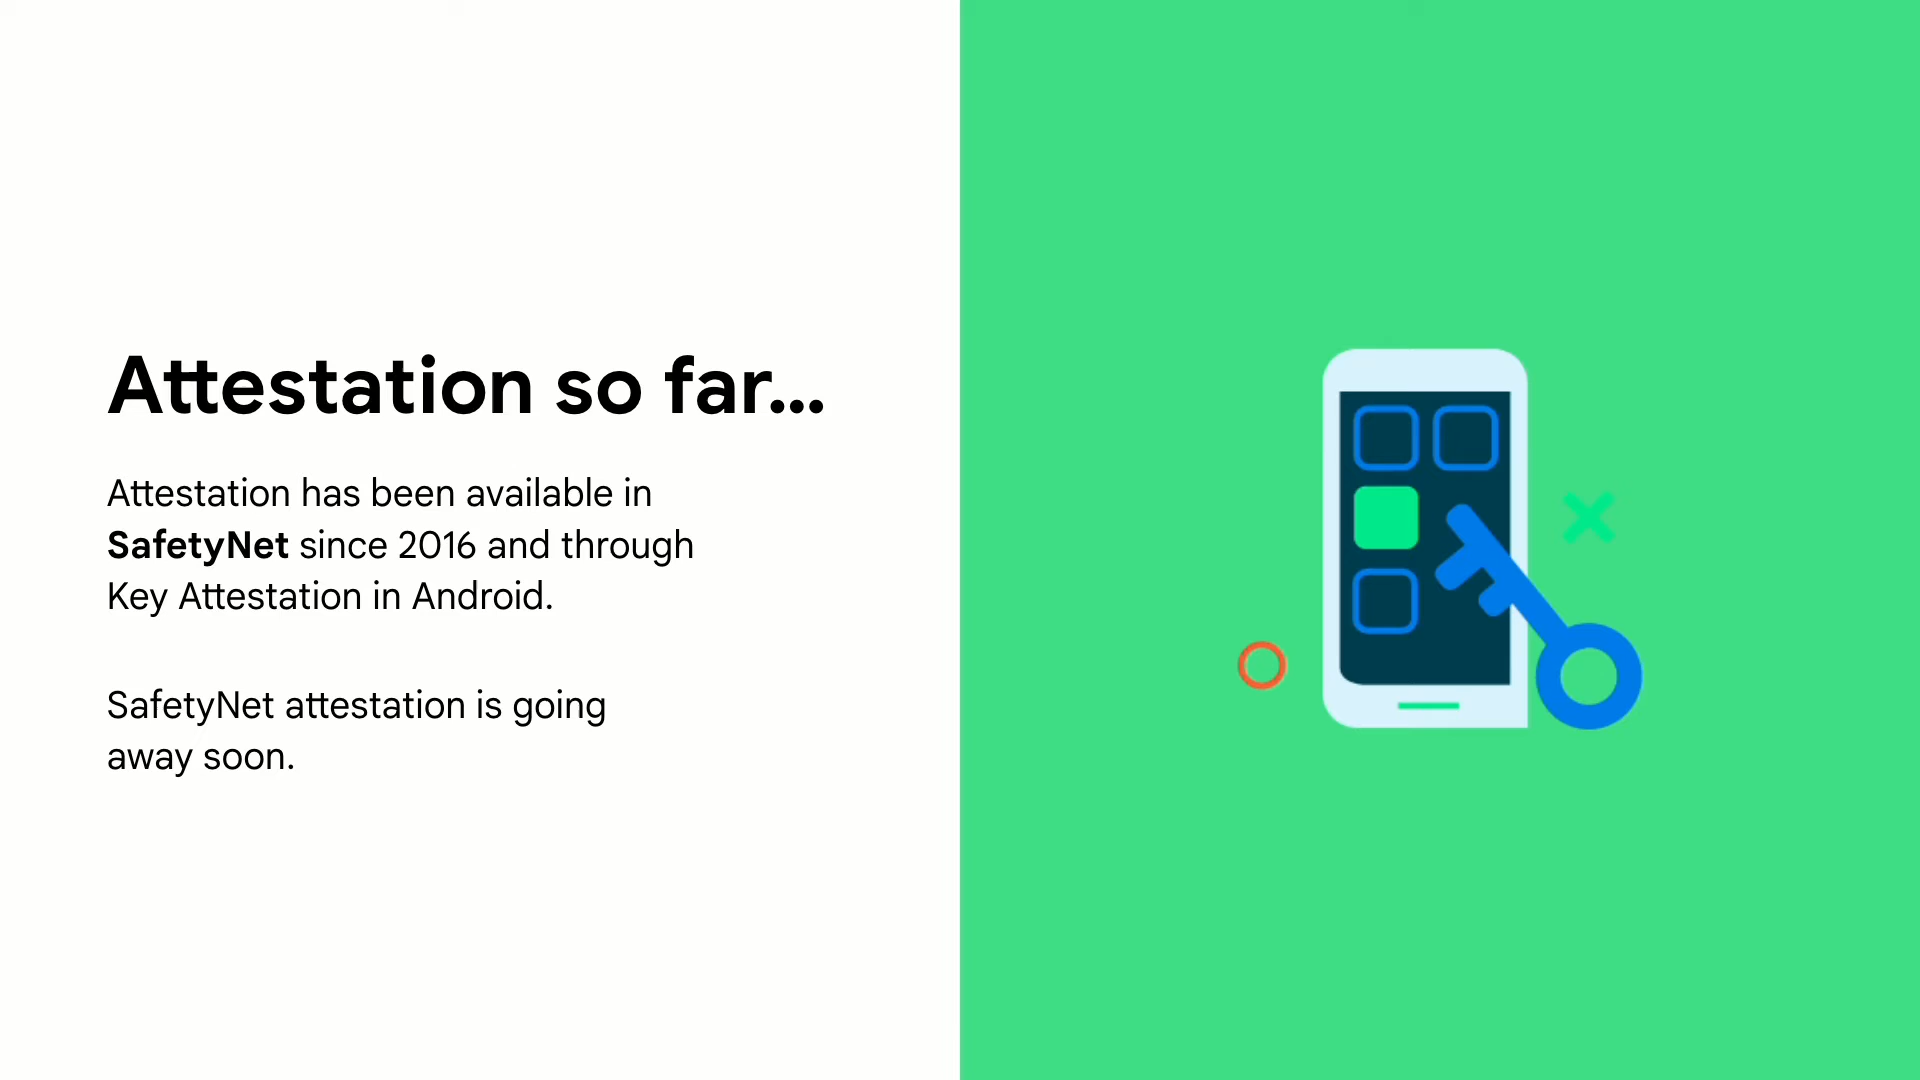 Attestation so far...
Attestation has been available in
SafetyNet since 2016 and through
Key Attestation in Android.
SafetyNet attestation is going
away soon.